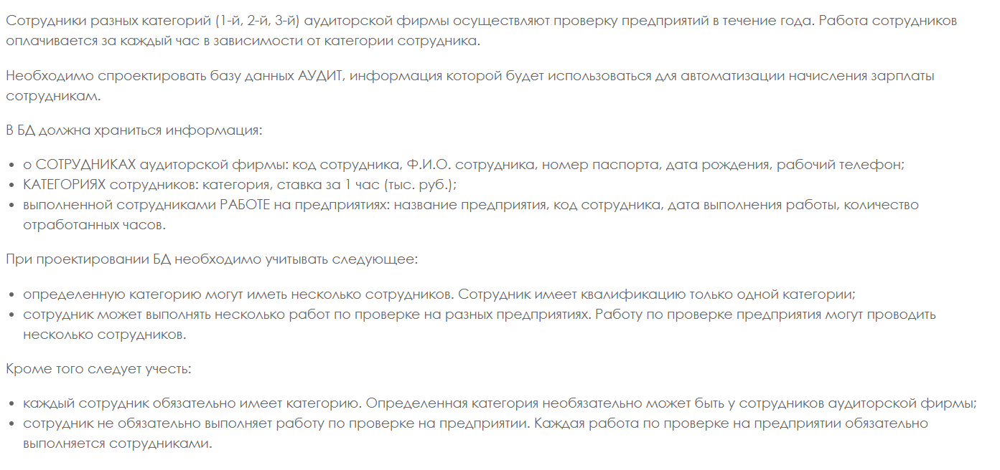 Сотрудники разных категорий (1-й, 2-й, 3-й) аудиторской фирмы осуществляют проверку предприятий в течение года. Работа сотрудников
оплачивается за каждый час в зависимости от категории сотрудника.
Необходимо спроектировать базу данных АУДИТ, информация которой будет использоваться для автоматизации начисления зарплаты
сотрудникам.
В БД должна храниться информация:
• о СОТРУДНИКАХ аудиторской фирмы: код сотрудника, Ф.И.О. сотрудника, номер паспорта, дата рождения, рабочий телефон;
• КАТЕГОРИЯХ сотрудников: категория, ставка за 1 час (тыс. руб.);
• выполненной сотрудниками РАБОТЕ на предприятиях: название предприятия, код сотрудника, дата выполнения работы, количество
отработанных часов.
При проектировании БД необходимо учитывать следующее:
• определенную категорию могут иметь несколько сотрудников. Сотрудник имеет квалификацию только одной категории;
• сотрудник может выполнять несколько работ по проверке на разных предприятиях. Работу по проверке предприятия могут проводить
несколько сотрудников.
Кроме того следует учесть:
• каждый сотрудник обязательно имеет категорию. Определенная категория необязательно может быть у сотрудников аудиторской фирмы;
• сотрудник не обязательно выполняет работу по проверке на предприятии. Каждая работа по проверке на предприятии обязательно
выполняется сотрудниками.